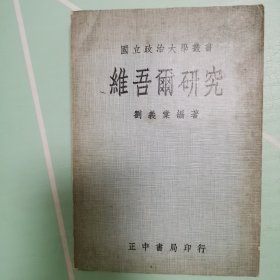 國立政治大學叢書
維吾爾研究
劉義棠編著
正中書局印行